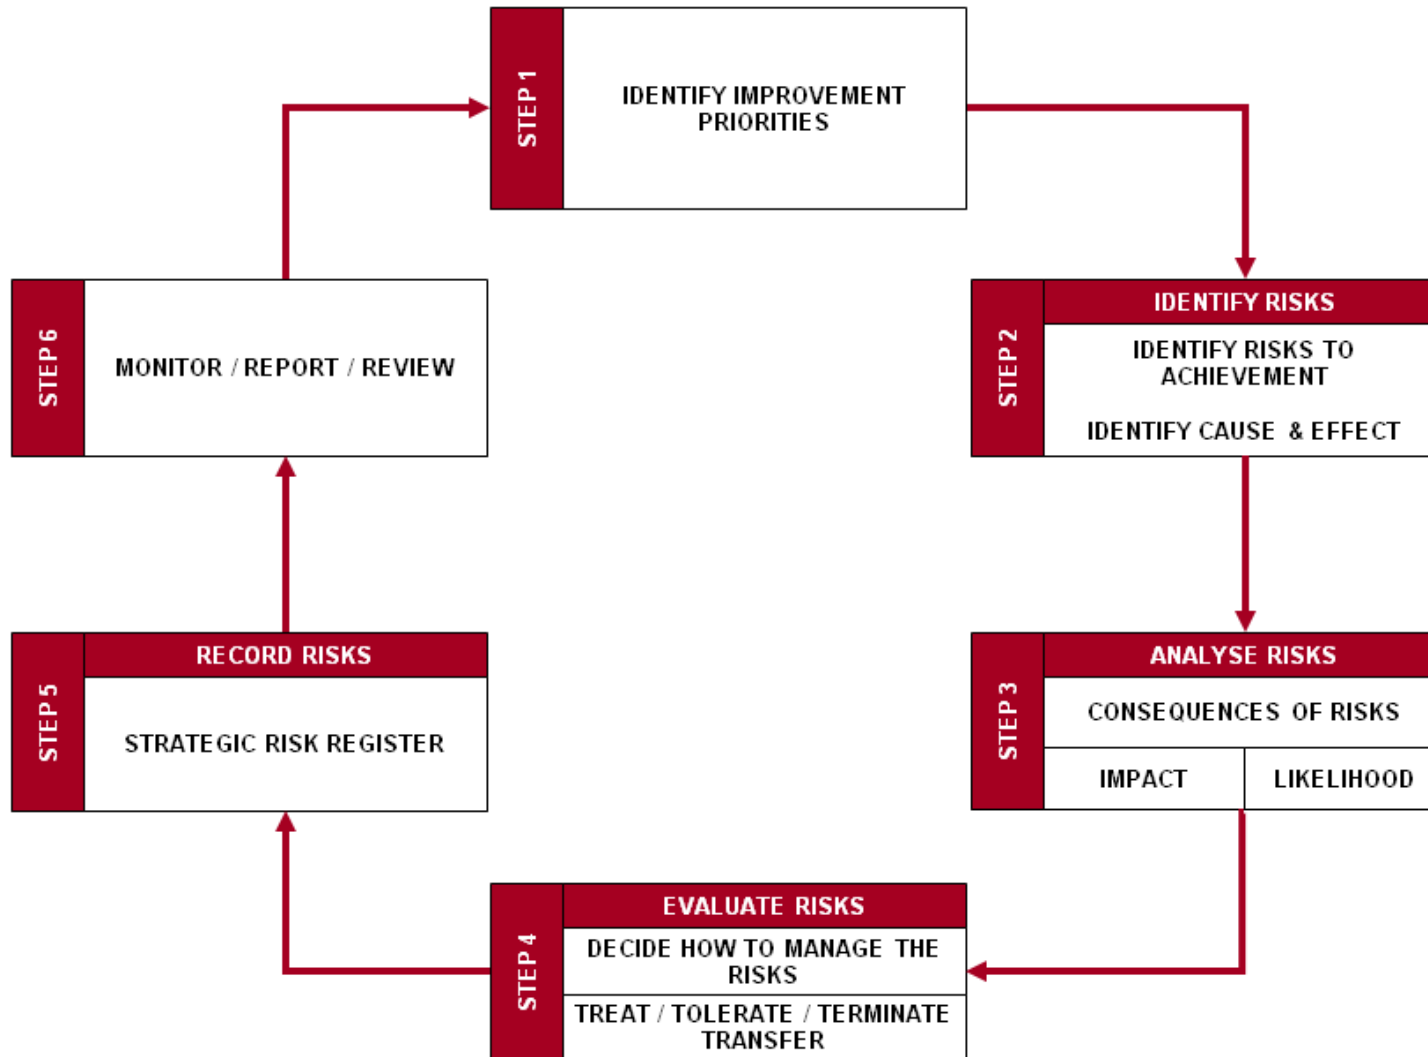 STEP 1
IDENTIFY IMPROVEMENT
PRIORITIES
STEP 2
IDENTIFY RISKS
IDENTIFY RISKS TO
ACHIEVEMENT
IDENTIFY CAUSE & EFFECT
STEP 3
ANALYSE RISKS
CONSEQUENCES OF RISKS
IMPACT
LIKELIHOOD
STEP 4
EVALUATE RISKS
DECIDE HOW TO MANAGE THE
RISKS
TREAT / TOLERATE / TERMINATE
TRANSFER
STEP 5
RECORD RISKS
STRATEGIC RISK REGISTER
STEP 6
MONITOR / REPORT / REVIEW